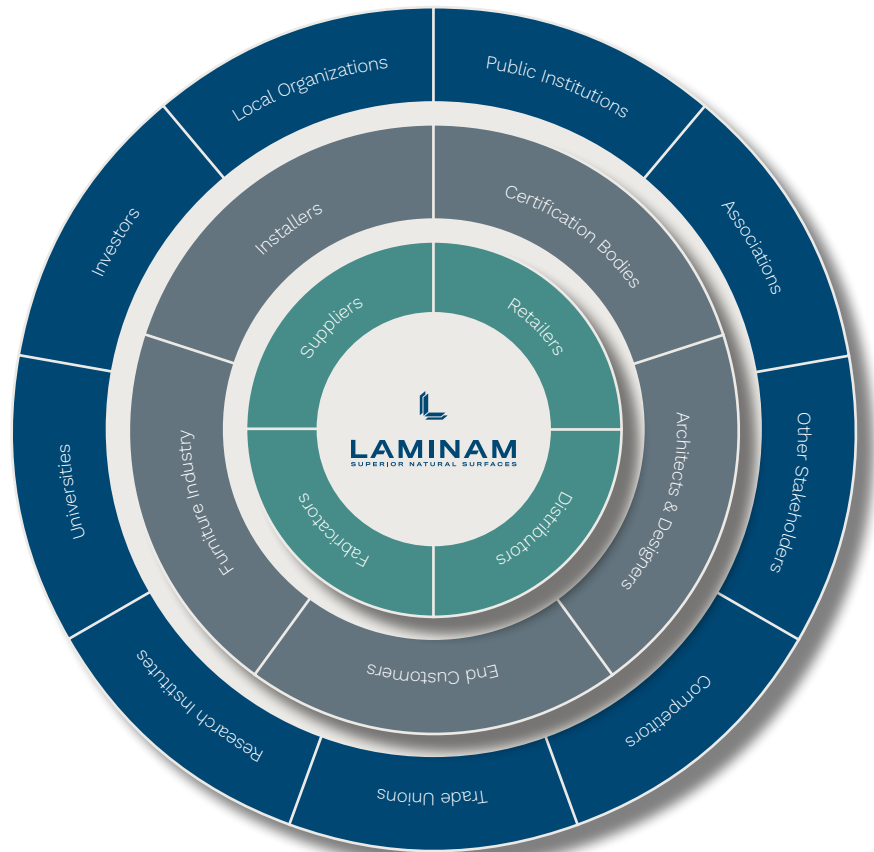 Local Organizations
Public Institutions
Associations
Other Stakeholders
Competitors
Trade Unions
Research Institutes
Universities
Investors
Installers
Certification Bodies
Architects & Designers
End Customers
Furniture Industry
Suppliers
Retailers
Distributors
Fabricators
LAMINAM
SUPERIOR NATURAL SURFACES